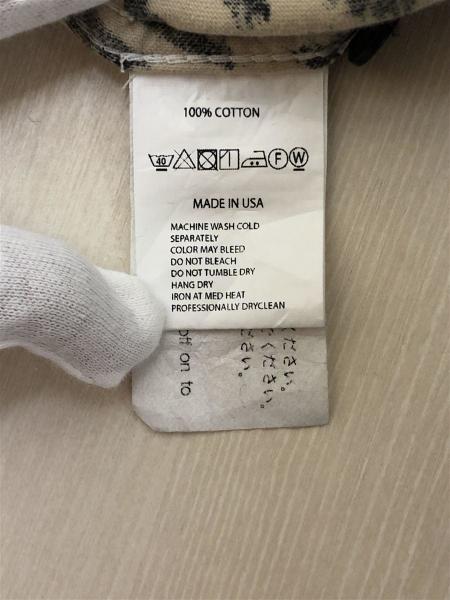 100% COTTON
40 F W
MADE IN USA
MACHINE WASH COLD
SEPARATELY
COLOR MAY BLEED
DO NOT BLEACH
DO NOT TUMBLE DRY
HANG DRY
IRON AT MED HEAT
PROFESSIONALLY DRYCLEAN
ください。
ください。
ださい。
off on to